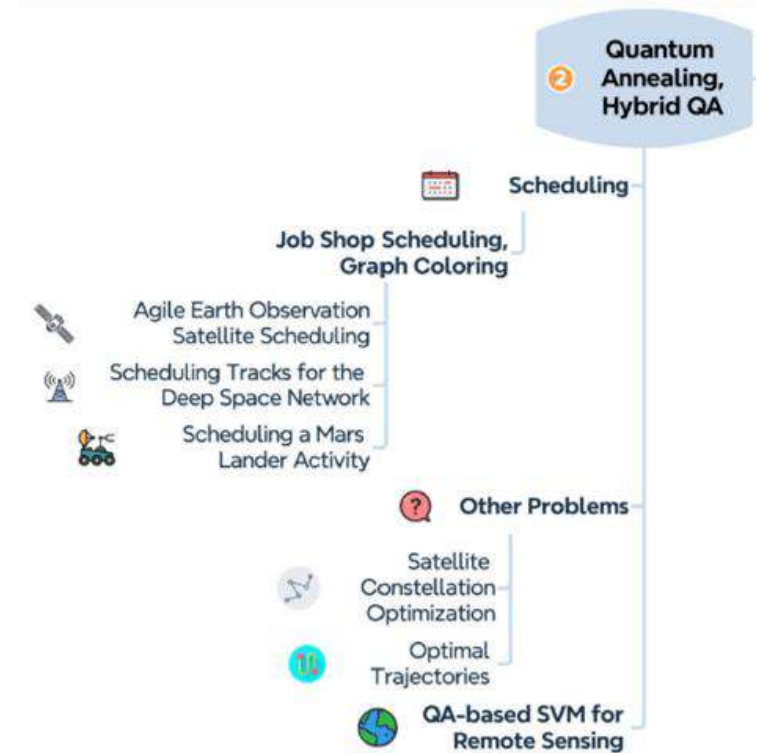 Quantum
Annealing,
2
Hybrid QA
Scheduling
Job Shop Scheduling,
Graph Coloring
Agile Earth Observation
Satellite Scheduling
Scheduling Tracks for the
Deep Space Network
Scheduling a Mars
Lander Activity
?
Other Problems
Satellite
Constellation
Optimization
Optimal
Trajectories
QA-based SVM for
Remote Sensing